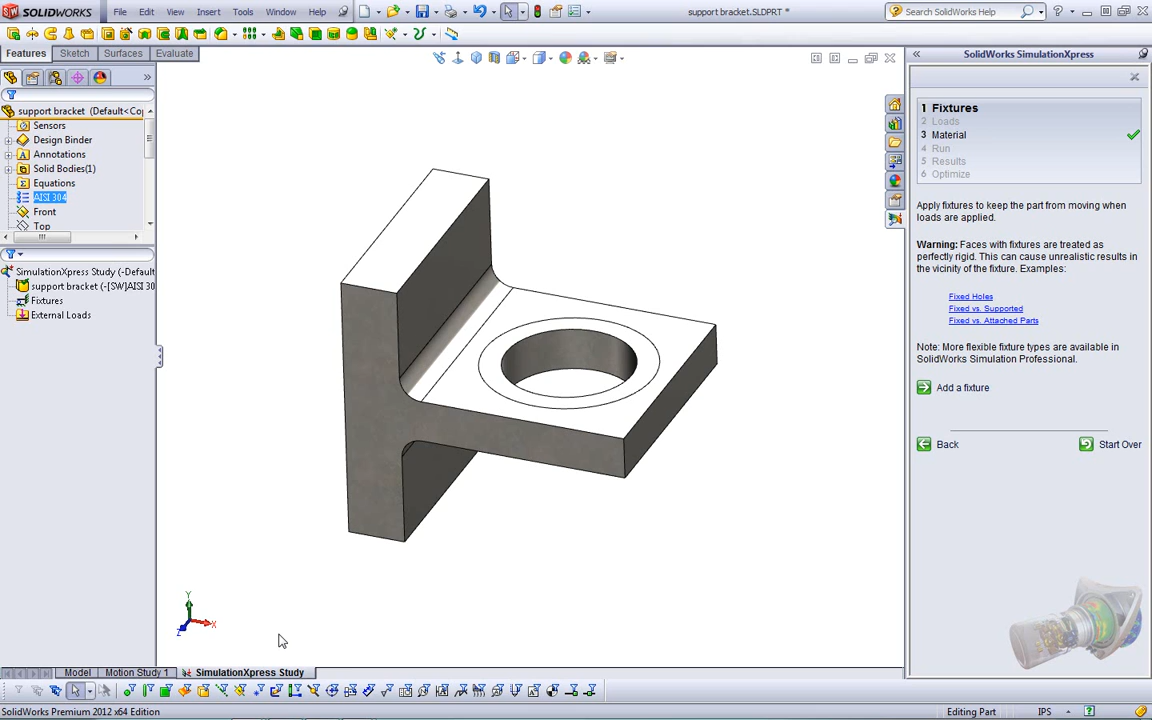 SOLIDWORKS File Edit View Insert Tools Window Help support bracket.SLDPRT * Search SolidWorks Help
Features Sketch Surfaces Evaluate
support bracket (Default<Co
Sensors
Design Binder
Annotations
Solid Bodies(1)
Equations
AISI 304
Front
Top
SimulationXpress Study (-Default
support bracket (-[SW]AISI 30
Fixtures
External Loads
Y
X
Z
SolidWorks SimulationXpress
1 Fixtures
2 Loads
3 Material
4 Run
5 Results
6 Optimize
Apply fixtures to keep the part from moving when
loads are applied.
Warning: Faces with fixtures are treated as
perfectly rigid. This can cause unrealistic results in
the vicinity of the fixture. Examples:
Fixed Holes
Fixed vs. Supported
Fixed vs. Attached Parts
Note: More flexible fixture types are available in
SolidWorks Simulation Professional.
Add a fixture
Back Start Over
Model Motion Study 1 SimulationXpress Study
SolidWorks Premium 2012 x64 Edition Editing Part IPS